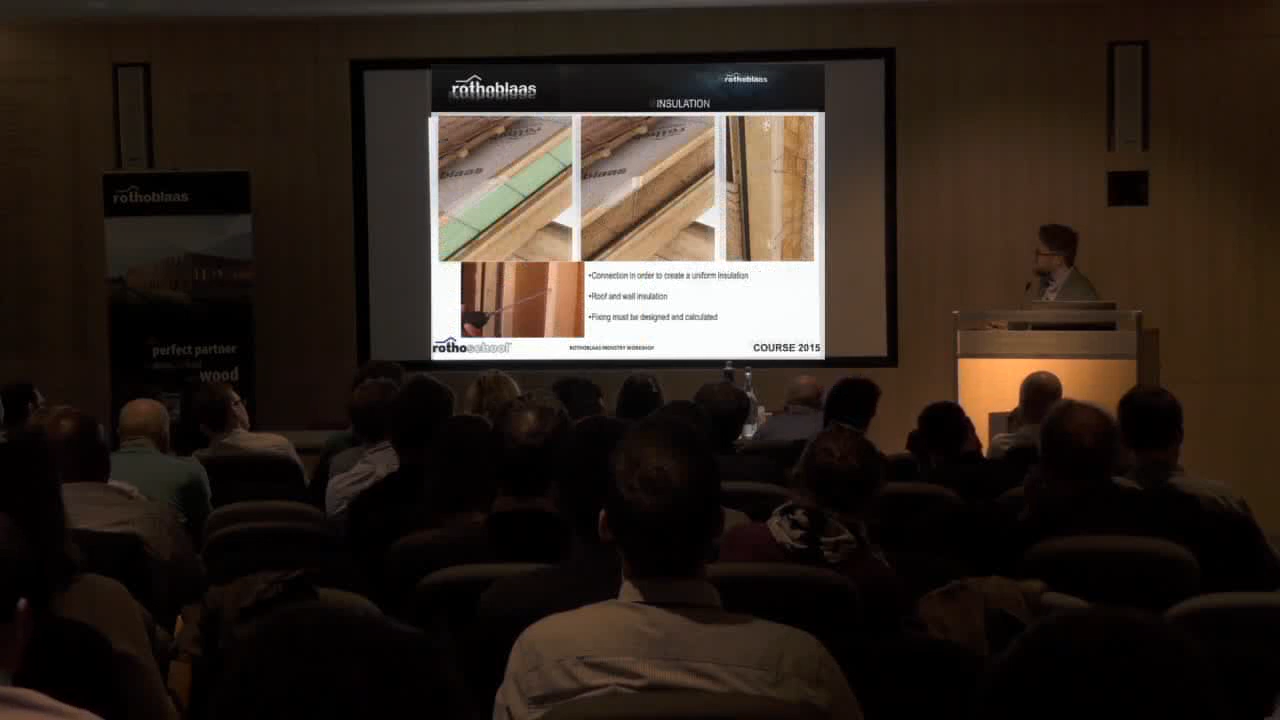 rothoblaas
rothoblaas
INSULATION
•Connection in order to create a uniform insulation
•Roof and wall insulation
•Fixing must be designed and calculated
rothoschool
ROTHOBLAAS INDUSTRY WORKSHOP
COURSE 2015
rothoblaas
perfect partner
wood